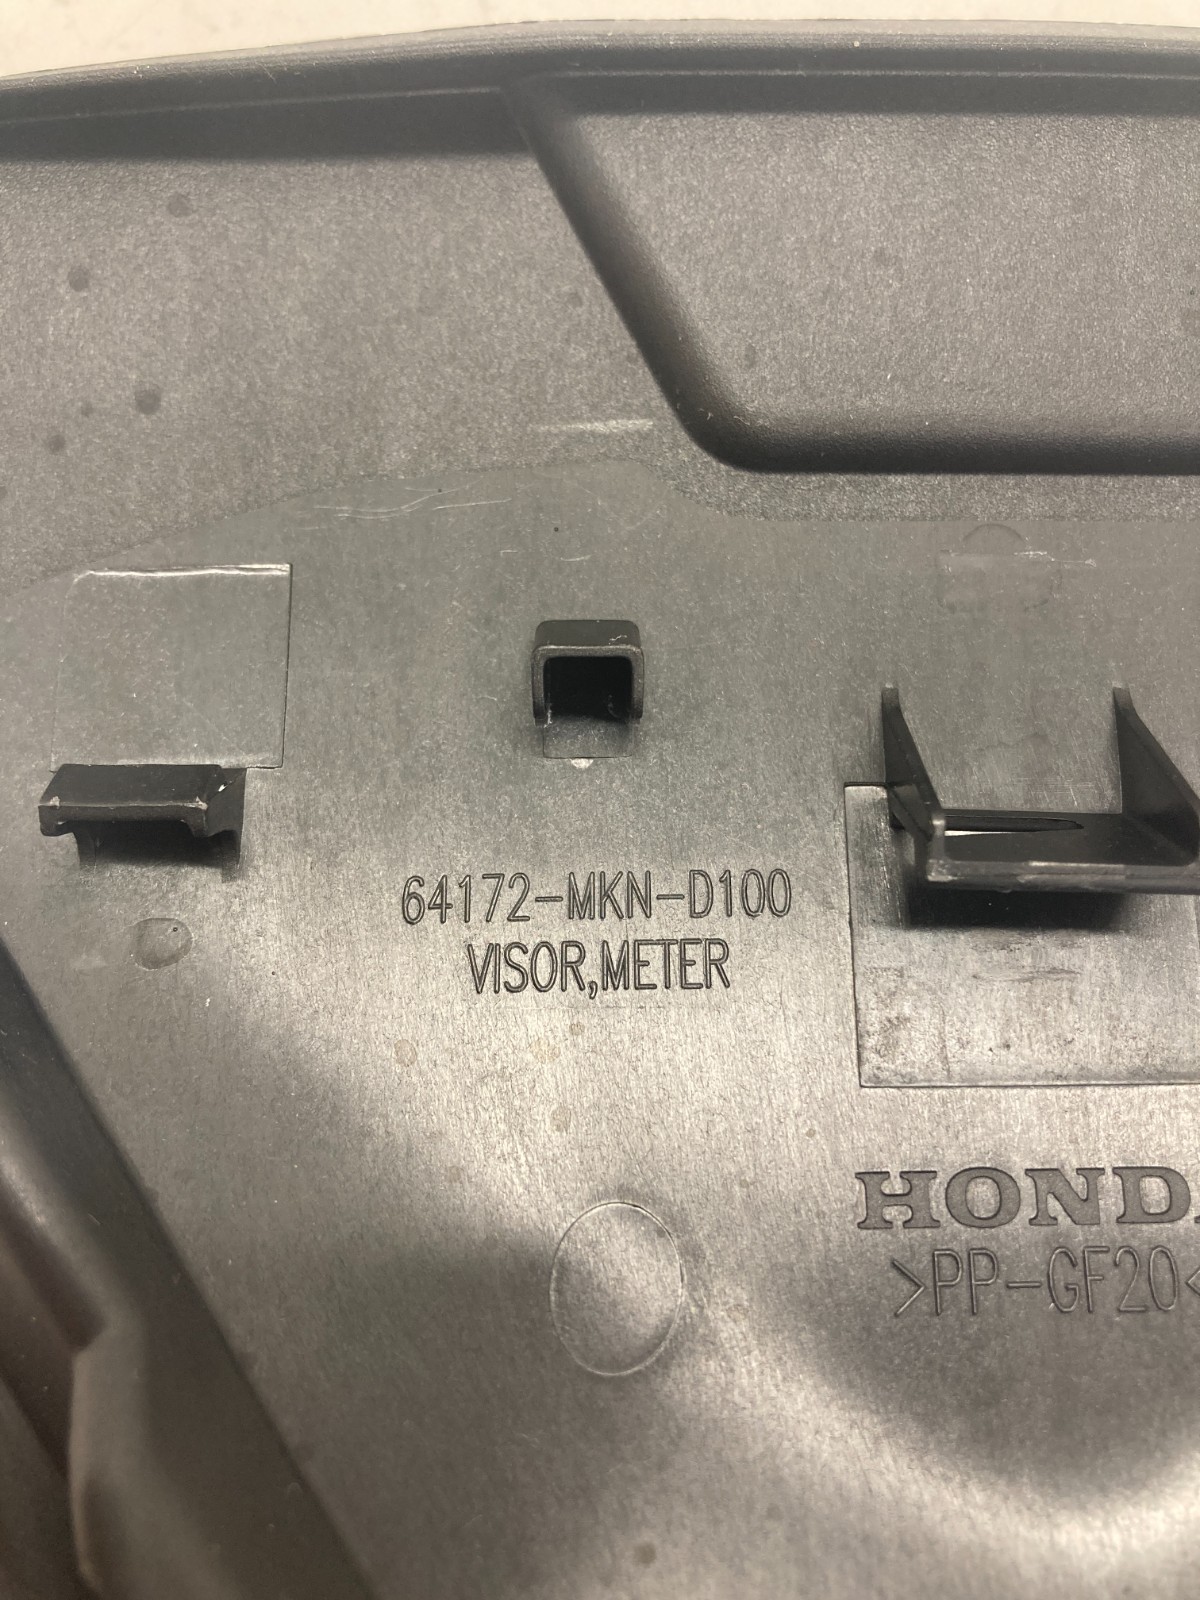 64172-MKN-D100
VISOR,METER
HOND
>PP-GF20<